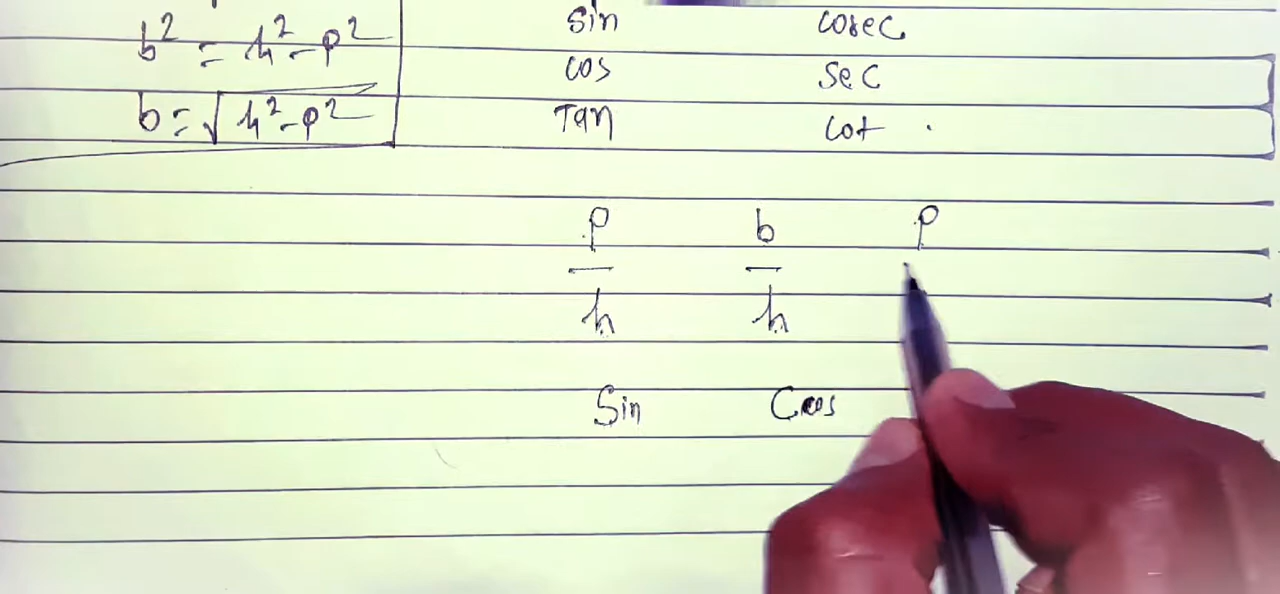 b² = h² - p²
b = √h² - p²
sin cosec
cos sec
Tan cot .
p b p
— —
h h
Sin Cos